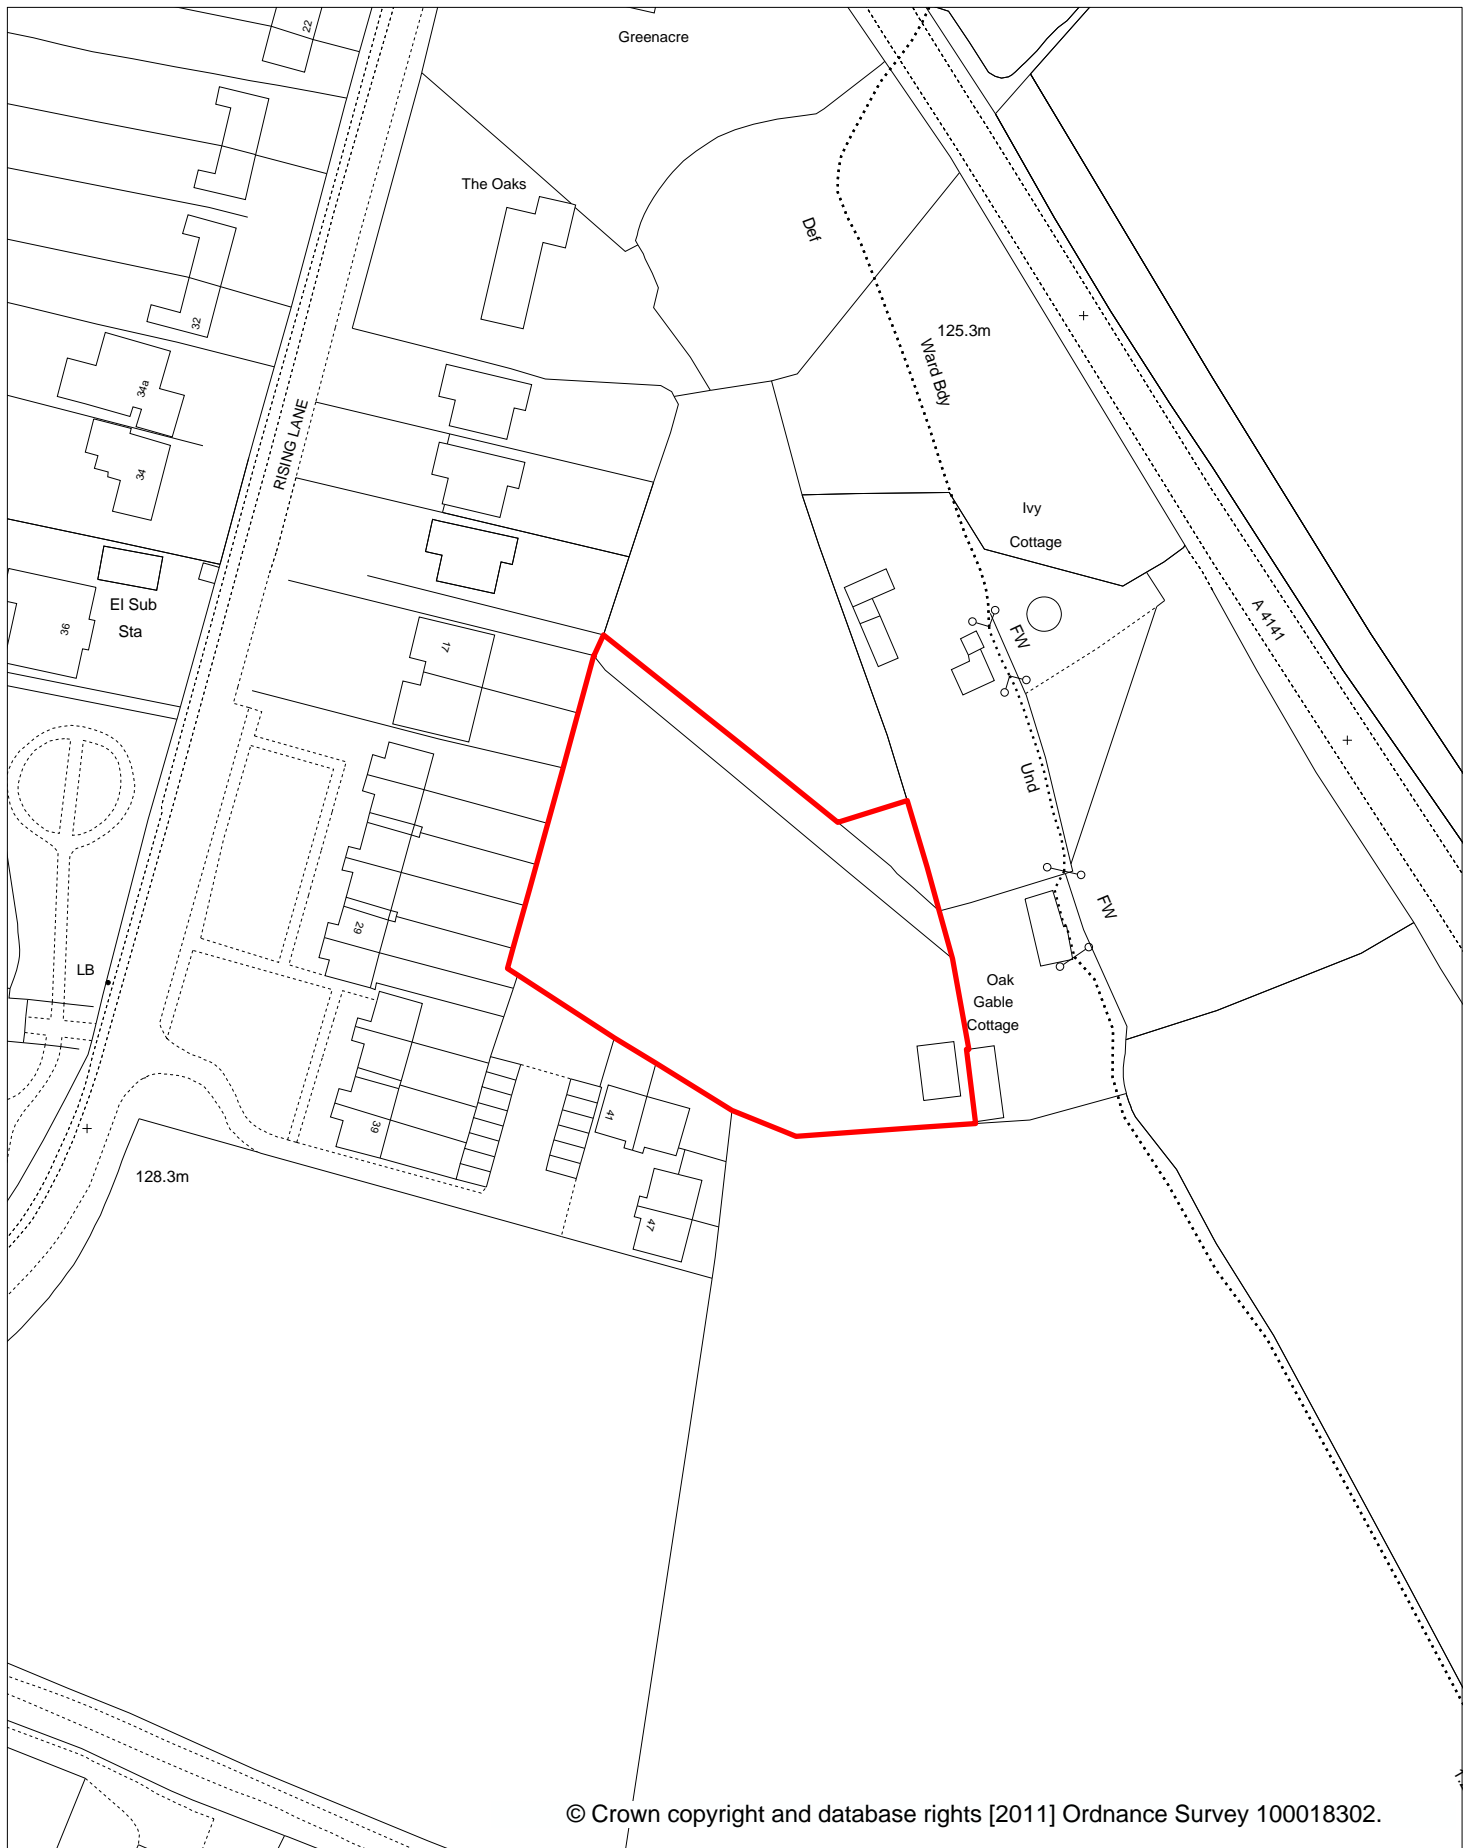 22
Greenacre
The Oaks
Def
32
125.3m
Ward Bdy
34a
RISING LANE
34
Ivy
Cottage
El Sub
Sta
36
A 4141
17
FW
Und
29
FW
LB
Oak
Gable
Cottage
41
39
128.3m
47
© Crown copyright and database rights [2011] Ordnance Survey 100018302.